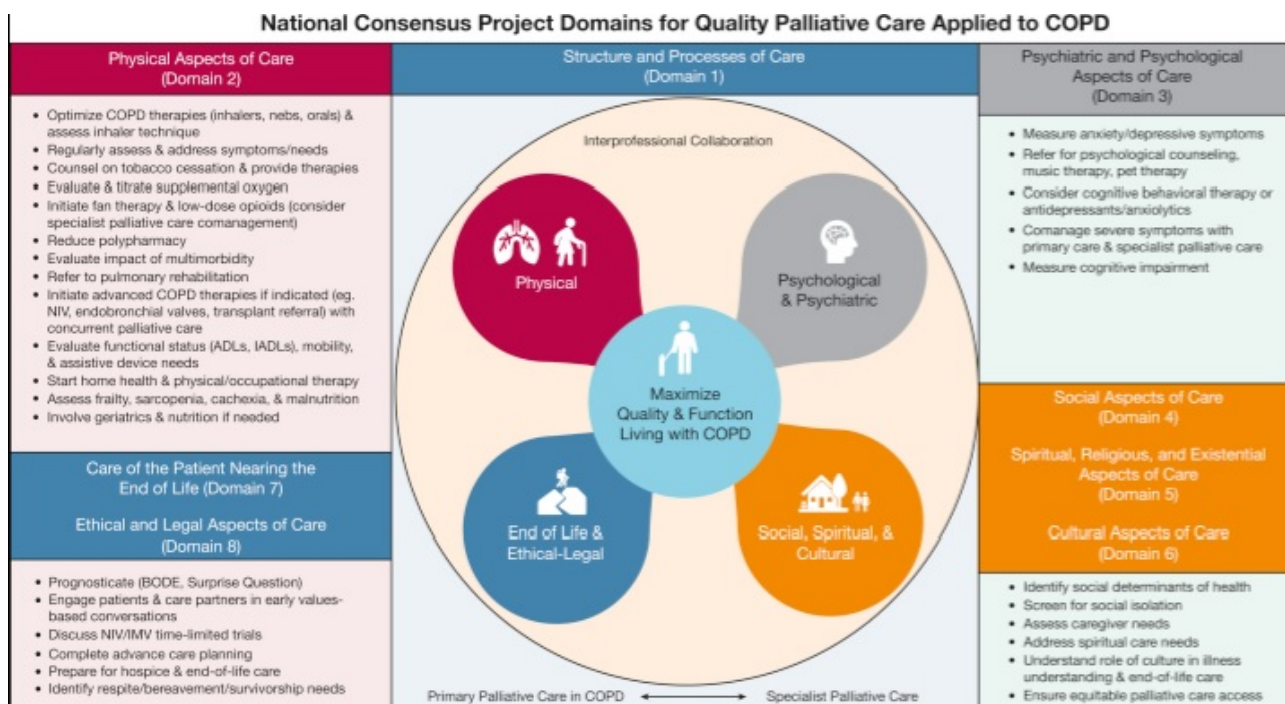 National Consensus Project Domains for Quality Palliative Care Applied to COPD
Physical Aspects of Care
(Domain 2)
• Optimize COPD therapies (inhalers, nebs, orals) &
assess inhaler technique
• Regularly assess & address symptoms/needs
• Counsel on tobacco cessation & provide therapies
• Evaluate & titrate supplemental oxygen
• Initiate fan therapy & low-dose opioids (consider
specialist palliative care comanagement)
• Reduce polypharmacy
• Evaluate impact of multimorbidity
• Refer to pulmonary rehabilitation
• Initiate advanced COPD therapies if indicated (eg.
NIV, endobronchial valves, transplant referral) with
concurrent palliative care
• Evaluate functional status (ADLs, IADLs), mobility,
& assistive device needs
• Start home health & physical/occupational therapy
• Assess frailty, sarcopenia, cachexia, & malnutrition
• Involve geriatrics & nutrition if needed
Care of the Patient Nearing the
End of Life (Domain 7)
Ethical and Legal Aspects of Care
(Domain 8)
• Prognosticate (BODE, Surprise Question)
• Engage patients & care partners in early values-
based conversations
• Discuss NIV/IMV time-limited trials
• Complete advance care planning
• Prepare for hospice & end-of-life care
• Identify respite/bereavement/survivorship needs
Structure and Processes of Care
(Domain 1)
Interprofessional Collaboration
Physical
Psychological
& Psychiatric
Maximize
Quality & Function
Living with COPD
End of Life &
Ethical-Legal
Social, Spiritual, &
Cultural
Primary Palliative Care in COPD
Specialist Palliative Care
Psychiatric and Psychological
Aspects of Care
(Domain 3)
• Measure anxiety/depressive symptoms
• Refer for psychological counseling,
music therapy, pet therapy
• Consider cognitive behavioral therapy or
antidepressants/anxiolytics
• Comanage severe symptoms with
primary care & specialist palliative care
• Measure cognitive impairment
Social Aspects of Care
(Domain 4)
Spiritual, Religious, and Existential
Aspects of Care
(Domain 5)
Cultural Aspects of Care
(Domain 6)
• Identify social determinants of health
• Screen for social isolation
• Assess caregiver needs
• Address spiritual care needs
• Understand role of culture in illness
understanding & end-of-life care
• Ensure equitable palliative care access